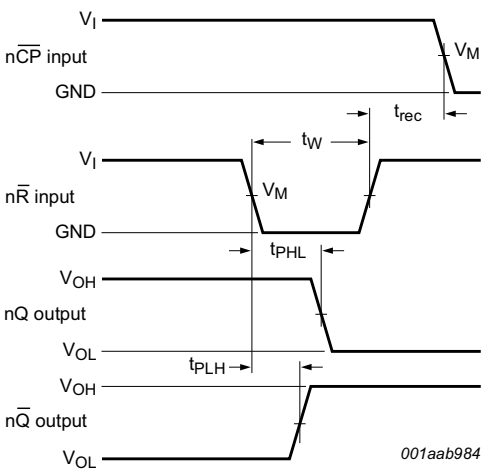 V_I
nC̅P̅ input
V_M
GND
t_rec
t_W
V_I
nR̅ input
V_M
GND
t_PHL
V_OH
nQ output
V_OL
t_PLH
V_OH
nQ̅ output
V_OL
001aab984